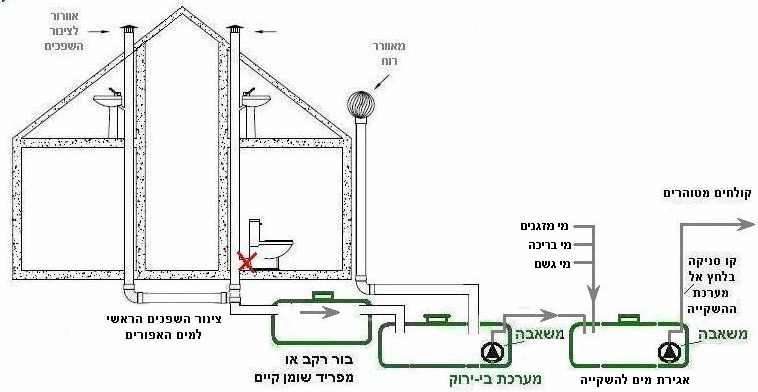 אוורור
לצינור
השפכים
מאוורר
רוח
קולחים מטוהרים
מי מזגנים
מי בריכה
מי גשם
קו סניקה
בלחץ אל
מערכת
ההשקייה
צינור השפכים הראשי
למים האפורים
משאבה
משאבה
בור רקב או
מפריד שומן קיים
מערכת בי-ירוק
אגירת מים להשקייה